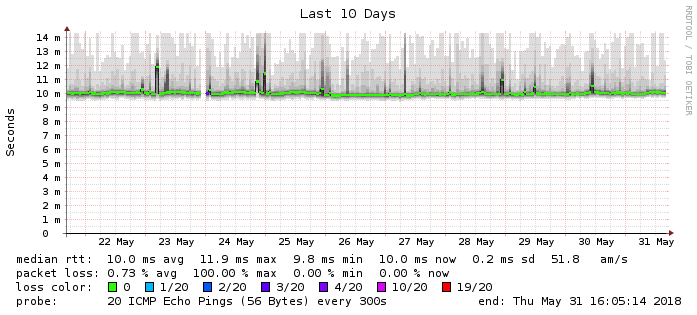 Last 10 Days
RRDTOOL / TOBI OETIKER
Seconds
14 m
13 m
12 m
11 m
10 m
9 m
8 m
7 m
6 m
5 m
4 m
3 m
2 m
1 m
0
22 May 23 May 24 May 25 May 26 May 27 May 28 May 29 May 30 May 31 May
median rtt: 10.0 ms avg 11.9 ms max 9.8 ms min 10.0 ms now 0.2 ms sd 51.8 am/s
packet loss: 0.73 % avg 100.00 % max 0.00 % min 0.00 % now
loss color: 0 1/20 2/20 3/20 4/20 10/20 19/20
probe: 20 ICMP Echo Pings (56 Bytes) every 300s end: Thu May 31 16:05:14 2018